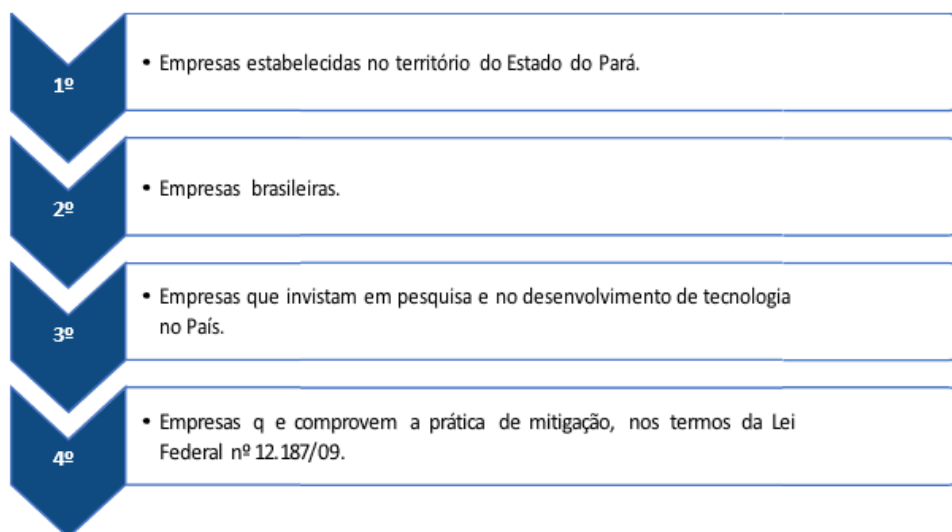 1º
• Empresas estabelecidas no território do Estado do Pará.
2º
• Empresas brasileiras.
3º
• Empresas que invistam em pesquisa e no desenvolvimento de tecnologia
no País.
4º
• Empresas q e comprovem a prática de mitigação, nos termos da Lei
Federal nº 12.187/09.